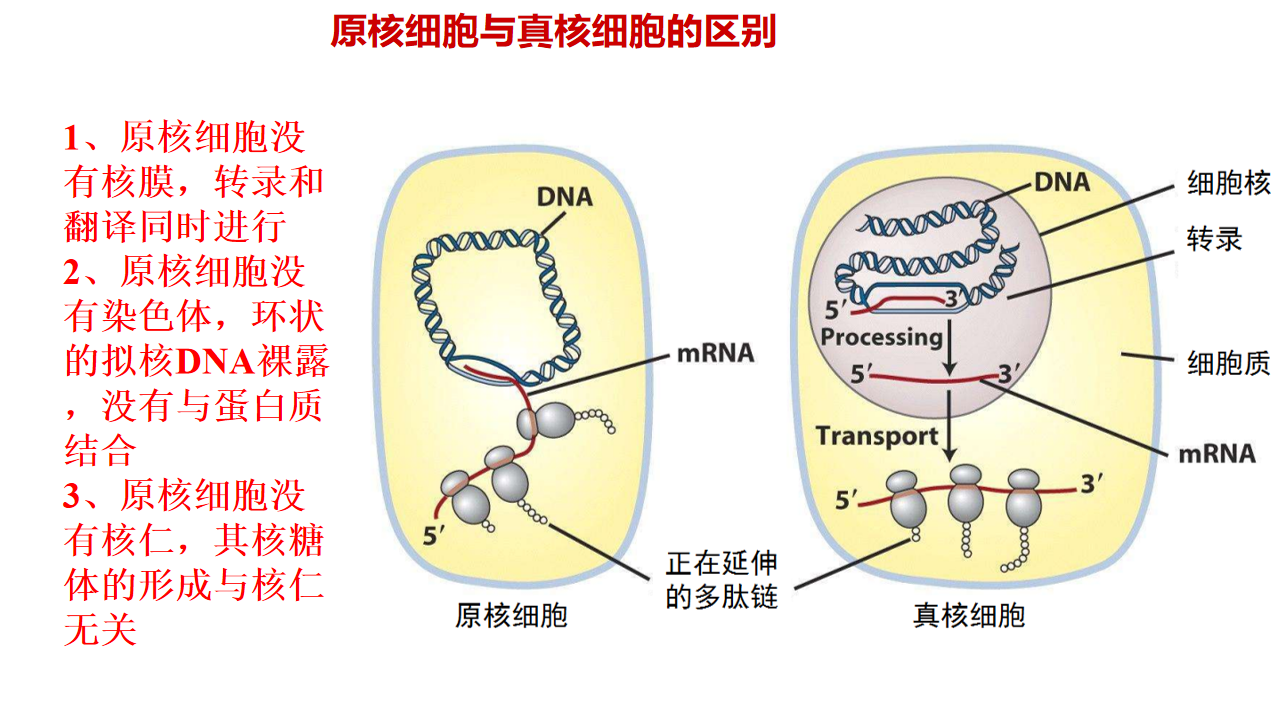 原核细胞与真核细胞的区别
1、原核细胞没
有核膜，转录和
翻译同时进行
2、原核细胞没
有染色体，环状
的拟核DNA裸露
，没有与蛋白质
结合
3、原核细胞没
有核仁，其核糖
体的形成与核仁
无关
DNA
mRNA
5′
原核细胞
正在延伸
的多肽链
DNA
细胞核
转录
5′
3′
Processing
5′
3′
细胞质
Transport
mRNA
5′
3′
真核细胞